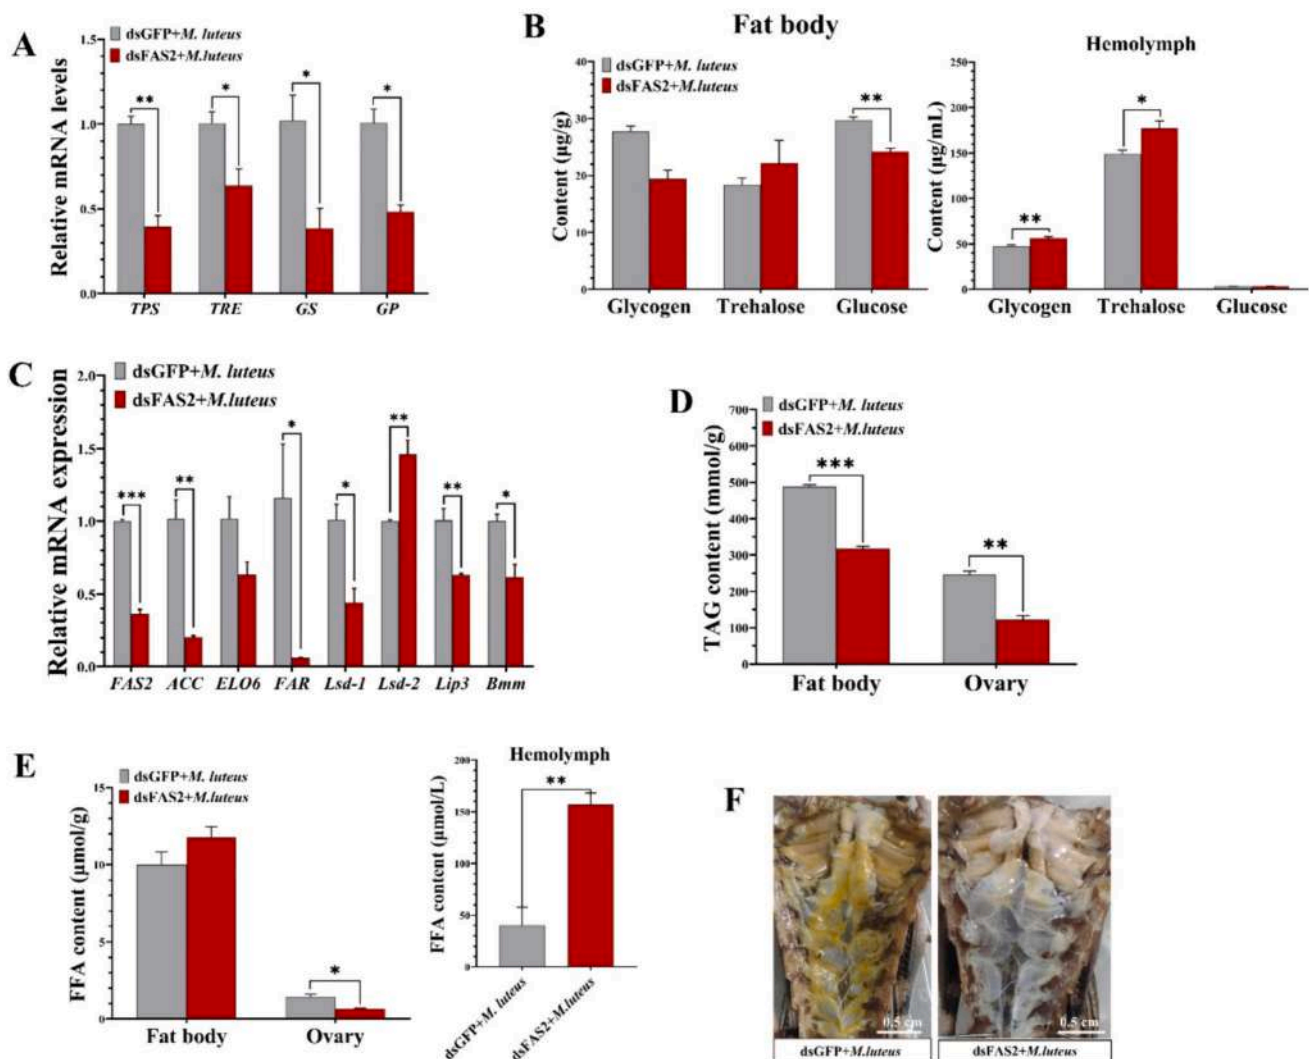 A
dsGFP+M. luteus
dsFAS2+M.luteus
Relative mRNA levels
1.5
1.0
0.5
0.0
** * * *
TPS TRE GS GP
B
Fat body
dsGFP+M. luteus
dsFAS2+M.luteus
Content (μg/g)
40
30
20
10
0
**
Glycogen Trehalose Glucose
Hemolymph
Content (μg/mL)
250
200
150
100
50
0
** *
Glycogen Trehalose Glucose
C
dsGFP+M. luteus
dsFAS2+M.luteus
Relative mRNA expression
2.0
1.5
1.0
0.5
0.0
*** ** * * ** ** *
FAS2 ACC ELO6 FAR Lsd-1 Lsd-2 Lip3 Bmm
D
dsGFP+M. luteus
dsFAS2+M.luteus
TAG content (mmol/g)
700
600
500
400
300
200
100
0
*** **
Fat body Ovary
E
dsGFP+M. luteus
dsFAS2+M.luteus
FFA content (μmol/g)
15
10
5
0
*
Fat body Ovary
Hemolymph
FFA content (μmol/L)
200
150
100
50
0
**
dsGFP+M. luteus
dsFAS2+M.luteus
F
0.5 cm
0.5 cm
dsGFP+M.luteus
dsFAS2+M.luteus